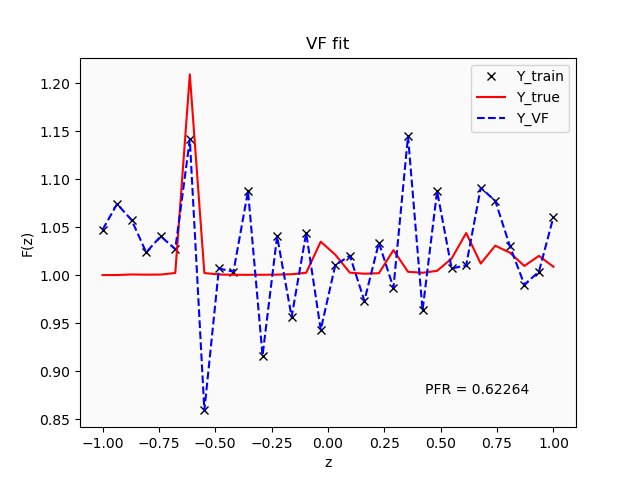 VF fit
Y_train
Y_true
Y_VF
1.20
1.15
1.10
1.05
1.00
0.95
0.90
0.85
F(z)
PFR = 0.62264
−1.00 −0.75 −0.50 −0.25 0.00 0.25 0.50 0.75 1.00
z